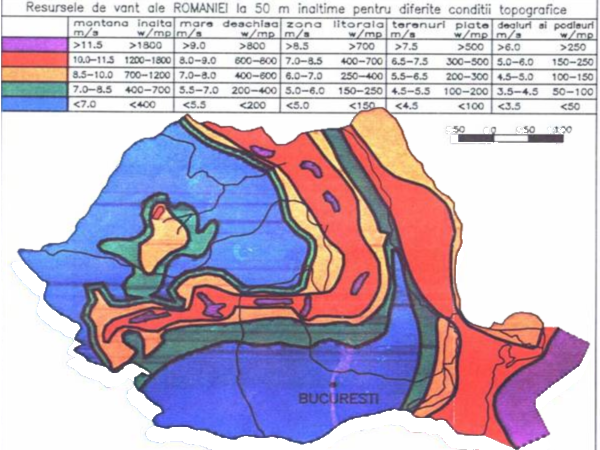 Resursele de vant ale ROMANIEI la 50 m inaltime pentru diferite conditii topografice
montana inalta mare deschisa zona litorala terenuri plate dealuri si podisuri
m/s w/mp m/s w/mp m/s w/mp m/s w/mp m/s w/mp
>11.5 >1800 >9.0 >800 >8.5 >700 >7.5 >500 >6.0 >250
10.0-11.5 1200-1800 8.0-9.0 600-800 7.0-8.5 400-700 6.5-7.5 300-500 5.0-6.0 150-250
8.5-10.0 700-1200 7.0-8.0 400-600 6.0-7.0 250-400 5.5-6.5 200-300 4.5-5.0 100-150
7.0-8.5 400-700 5.5-7.0 200-400 5.0-6.0 150-250 4.5-5.5 100-200 3.5-4.5 50-100
<7.0 <400 <5.5 <200 <5.0 <150 <4.5 <100 <3.5 <50
50 0 50 100
BUCURESTI